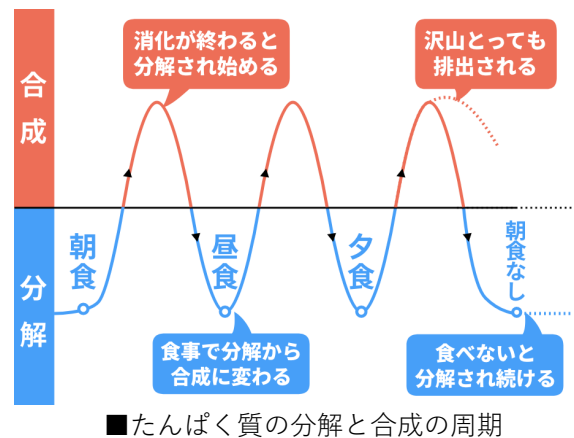 合成
消化が終わると
分解され始める
沢山とっても
排出される
分解
朝食
昼食
夕食
朝食なし
食事で分解から
合成に変わる
食べないと
分解され続ける
■たんぱく質の分解と合成の周期